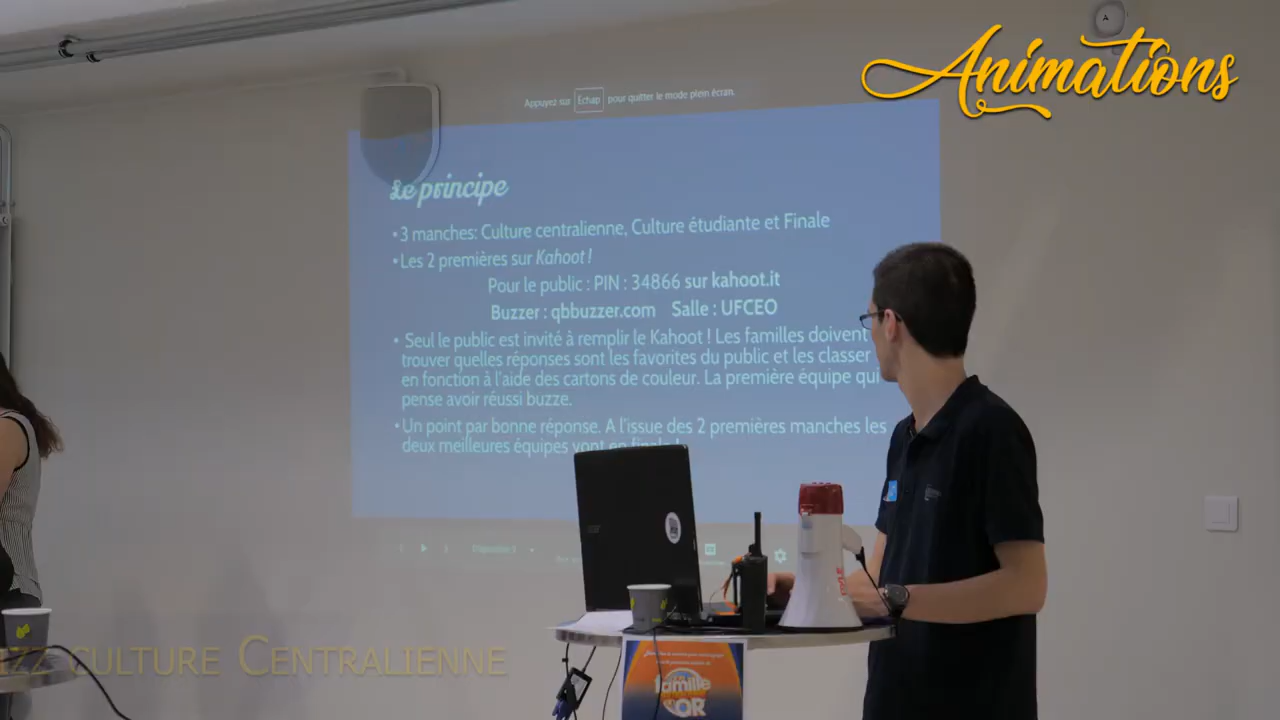 Animations
Appuyez sur Echap pour quitter le mode plein écran.
Le principe
• 3 manches: Culture centralienne, Culture étudiante et Finale
• Les 2 premières sur Kahoot !
Pour le public : PIN : 34866 sur kahoot.it
Buzzer : qbbuzzer.com Salle : UFCEO
• Seul le public est invité à remplir le Kahoot ! Les familles doivent
trouver quelles réponses sont les favorites du public et les classer
en fonction à l'aide des cartons de couleur. La première équipe qui
pense avoir réussi buzze.
• Un point par bonne réponse. A l'issue des 2 premières manches les
deux meilleures équipes vont en finale !
izz culture Centralienne
famille
OR